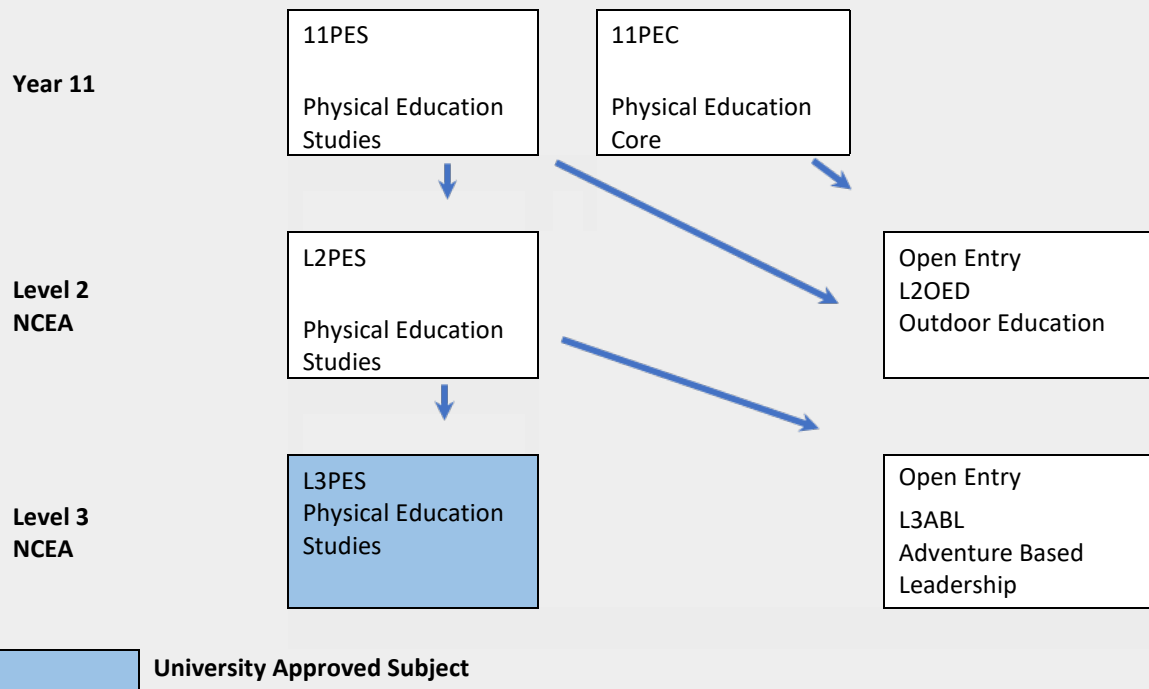 11PES
Physical Education
Studies
11PEC
Physical Education
Core
Year 11
L2PES
Physical Education
Studies
Level 2
NCEA
Open Entry
L2OED
Outdoor Education
L3PES
Physical Education
Studies
Level 3
NCEA
Open Entry
L3ABL
Adventure Based
Leadership
University Approved Subject